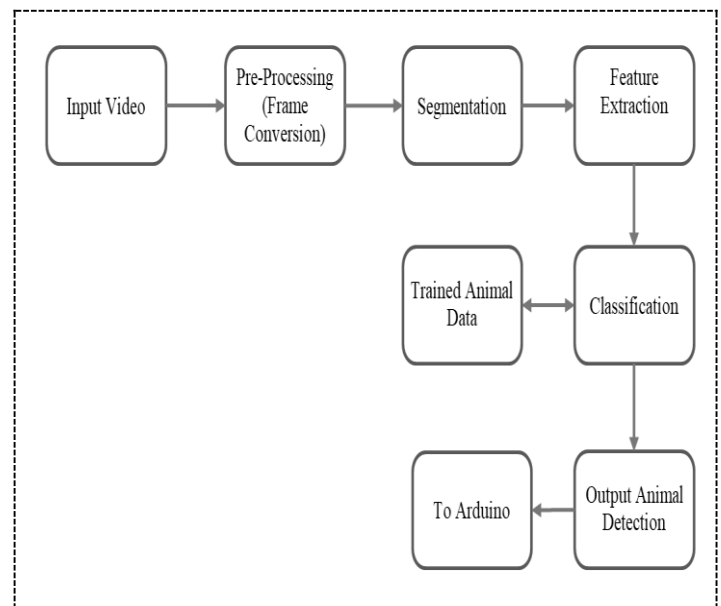 Input Video
Pre-Processing
(Frame
Conversion)
Segmentation
Feature
Extraction
Trained Animal
Data
Classification
To Arduino
Output Animal
Detection